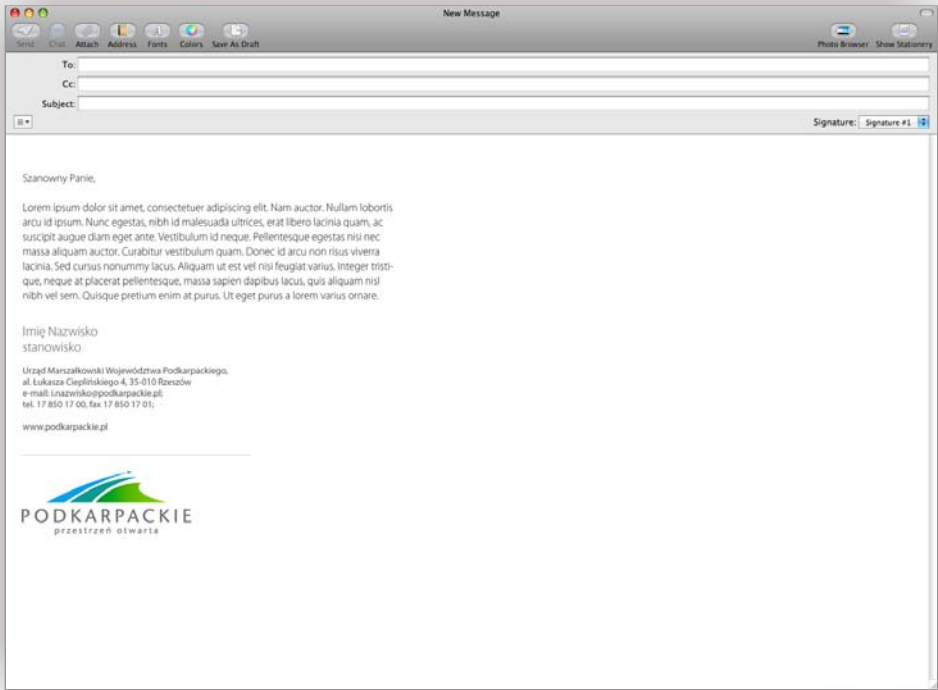 New Message
Send Chat Attach Address Fonts Colors Save As Draft Photo Browser Show Stationery
To:
Cc:
Subject:
Signature: Signature #1
Szanowny Panie,
Lorem ipsum dolor sit amet, consectetuer adipiscing elit. Nam auctor. Nullam lobortis
arcu id ipsum. Nunc egestas, nibh id malesuada ultrices, erat libero lacinia quam, ac
suscipit augue diam eget ante. Vestibulum id neque. Pellentesque egestas nisi nec
massa aliquam auctor. Curabitur vestibulum quam. Donec id arcu non risus viverra
lacinia. Sed cursus nonummy lacus. Aliquam ut est vel nisi feugiat varius. Integer tristi-
que, neque at placerat pellentesque, massa sapien dapibus lacus, quis aliquam nisl
nibh vel sem. Quisque pretium enim at purus. Ut eget purus a lorem varius ornare.
Imię Nazwisko
stanowisko
Urząd Marszałkowski Województwa Podkarpackiego,
al. Łukasza Cieplińskiego 4, 35-010 Rzeszów
e-mail: i.nazwisko@podkarpackie.pl;
tel. 17 850 17 00, fax 17 850 17 01;
www.podkarpackie.pl
PODKARPACKIE
przestrzeń otwarta